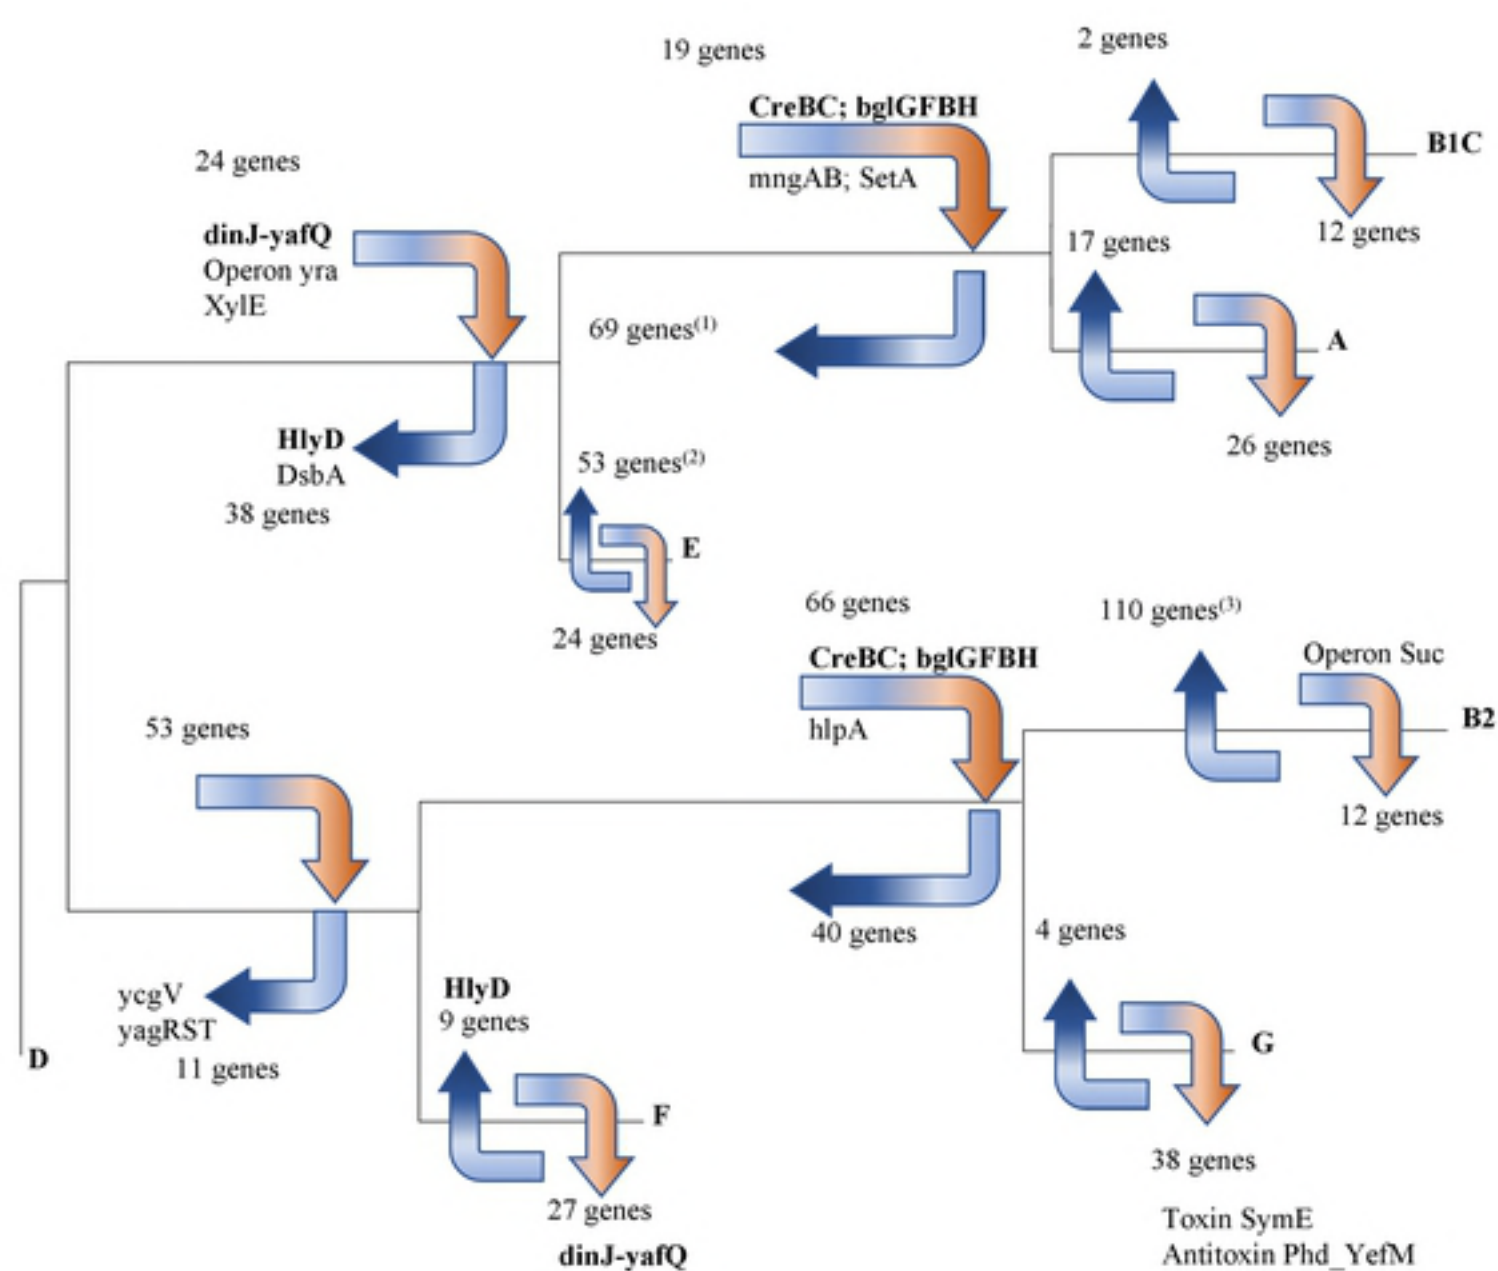 2 genes
19 genes
CreBC; bglGFBH
B1C
24 genes
mngAB; SetA
12 genes
17 genes
dinJ-yafQ
Operon yra
XylE
69 genes(1)
A
HlyD
DsbA
38 genes
53 genes(2)
26 genes
E
24 genes
66 genes
110 genes(3)
CreBC; bglGFBH
Operon Suc
hlpA
B2
53 genes
12 genes
40 genes
4 genes
ycgV
yagRST
11 genes
HlyD
9 genes
G
D
F
38 genes
27 genes
dinJ-yafQ
Toxin SymE
Antitoxin Phd_YefM